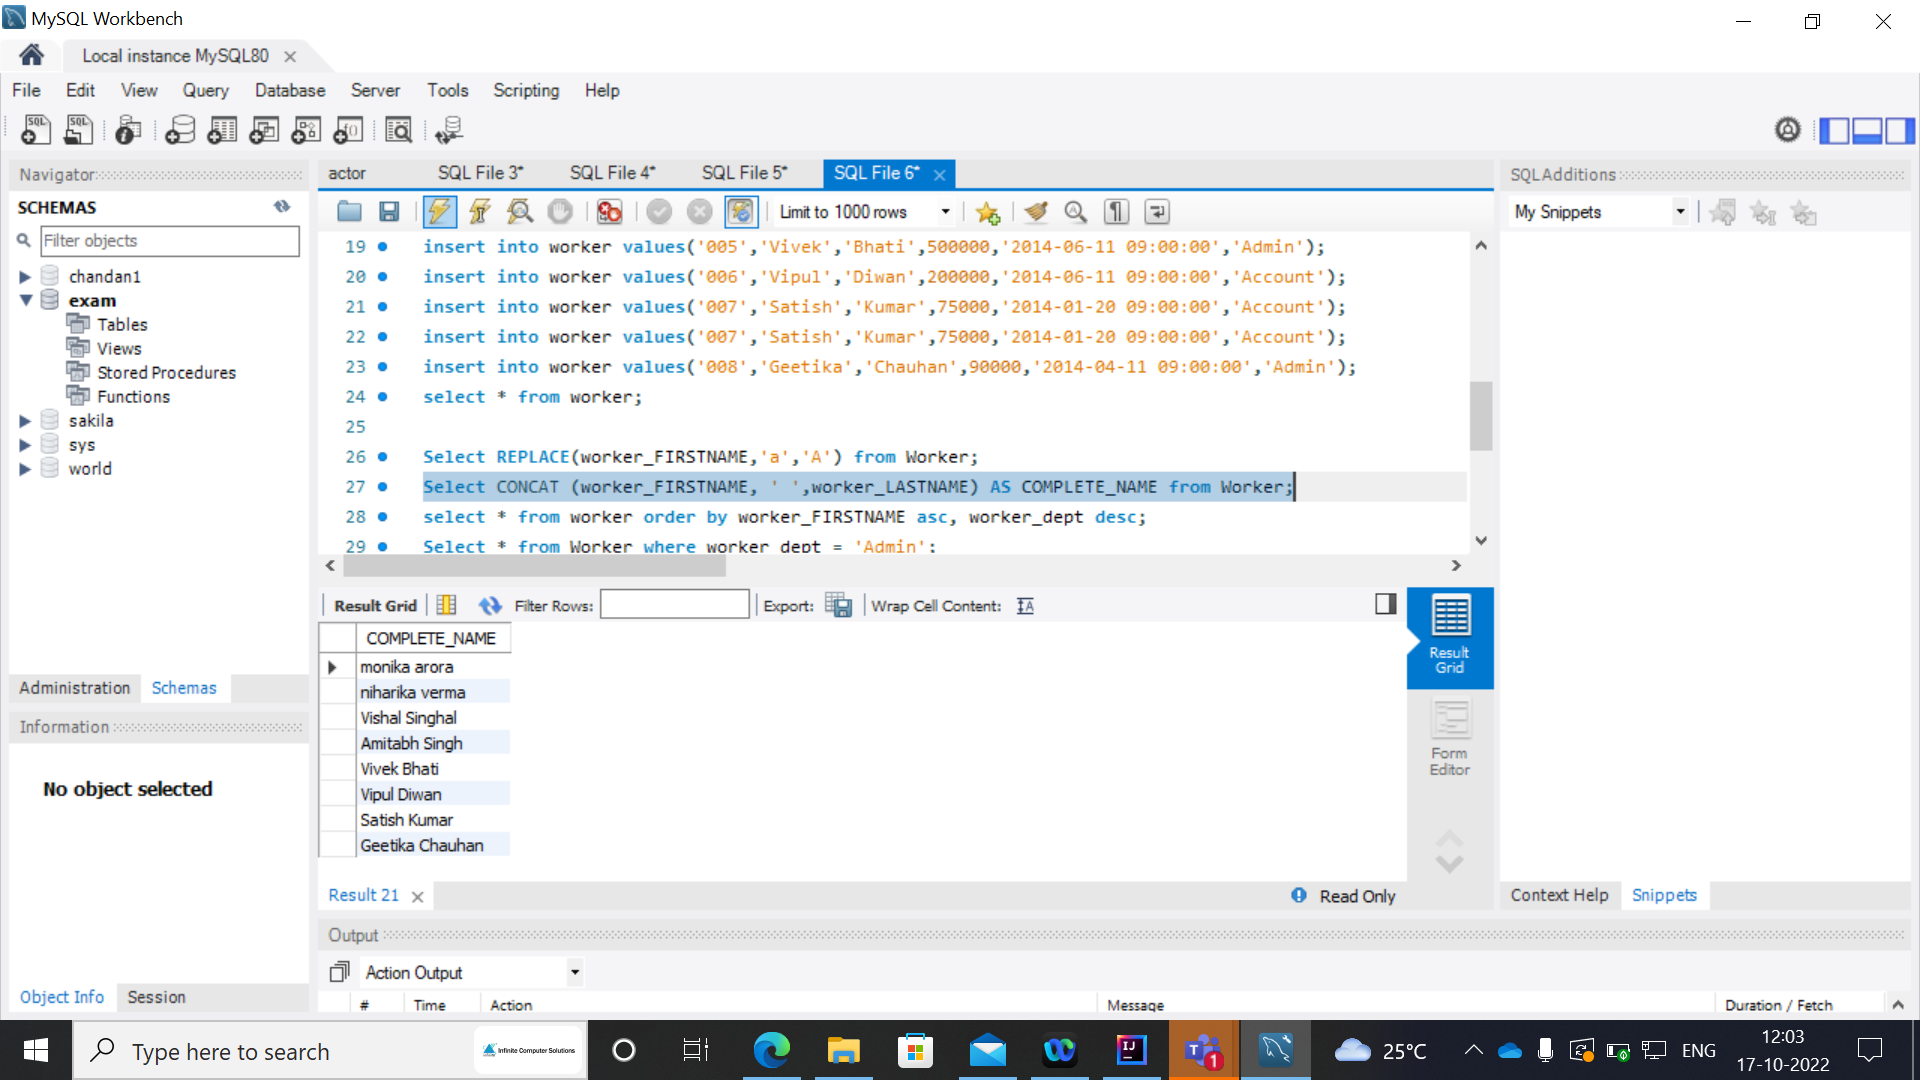 MySQL Workbench
Local instance MySQL80
File Edit View Query Database Server Tools Scripting Help
Navigator
SCHEMAS
Filter objects
chandan1
exam
Tables
Views
Stored Procedures
Functions
sakila
sys
world
Administration Schemas
Information
No object selected
Object Info Session
actor SQL File 3* SQL File 4* SQL File 5* SQL File 6*
Limit to 1000 rows
19 insert into worker values('005','Vivek','Bhati',500000,'2014-06-11 09:00:00','Admin');
20 insert into worker values('006','Vipul','Diwan',200000,'2014-06-11 09:00:00','Account');
21 insert into worker values('007','Satish','Kumar',75000,'2014-01-20 09:00:00','Account');
22 insert into worker values('007','Satish','Kumar',75000,'2014-01-20 09:00:00','Account');
23 insert into worker values('008','Geetika','Chauhan',90000,'2014-04-11 09:00:00','Admin');
24 select * from worker;
25
26 Select REPLACE(worker_FIRSTNAME,'a','A') from Worker;
27 Select CONCAT (worker_FIRSTNAME, ' ',worker_LASTNAME) AS COMPLETE_NAME from Worker;
28 select * from worker order by worker_FIRSTNAME asc, worker_dept desc;
29 Select * from Worker where worker_dept = 'Admin';
Result Grid Filter Rows: Export: Wrap Cell Content:
COMPLETE_NAME
monika arora
niharika verma
Vishal Singhal
Amitabh Singh
Vivek Bhati
Vipul Diwan
Satish Kumar
Geetika Chauhan
Result Grid
Form Editor
Result 21
Read Only
Output
Action Output
# Time Action Message Duration / Fetch
SQLAdditions
My Snippets
Context Help Snippets
Type here to search
Infinite Computer Solutions
1
25°C
ENG
12:03
17-10-2022